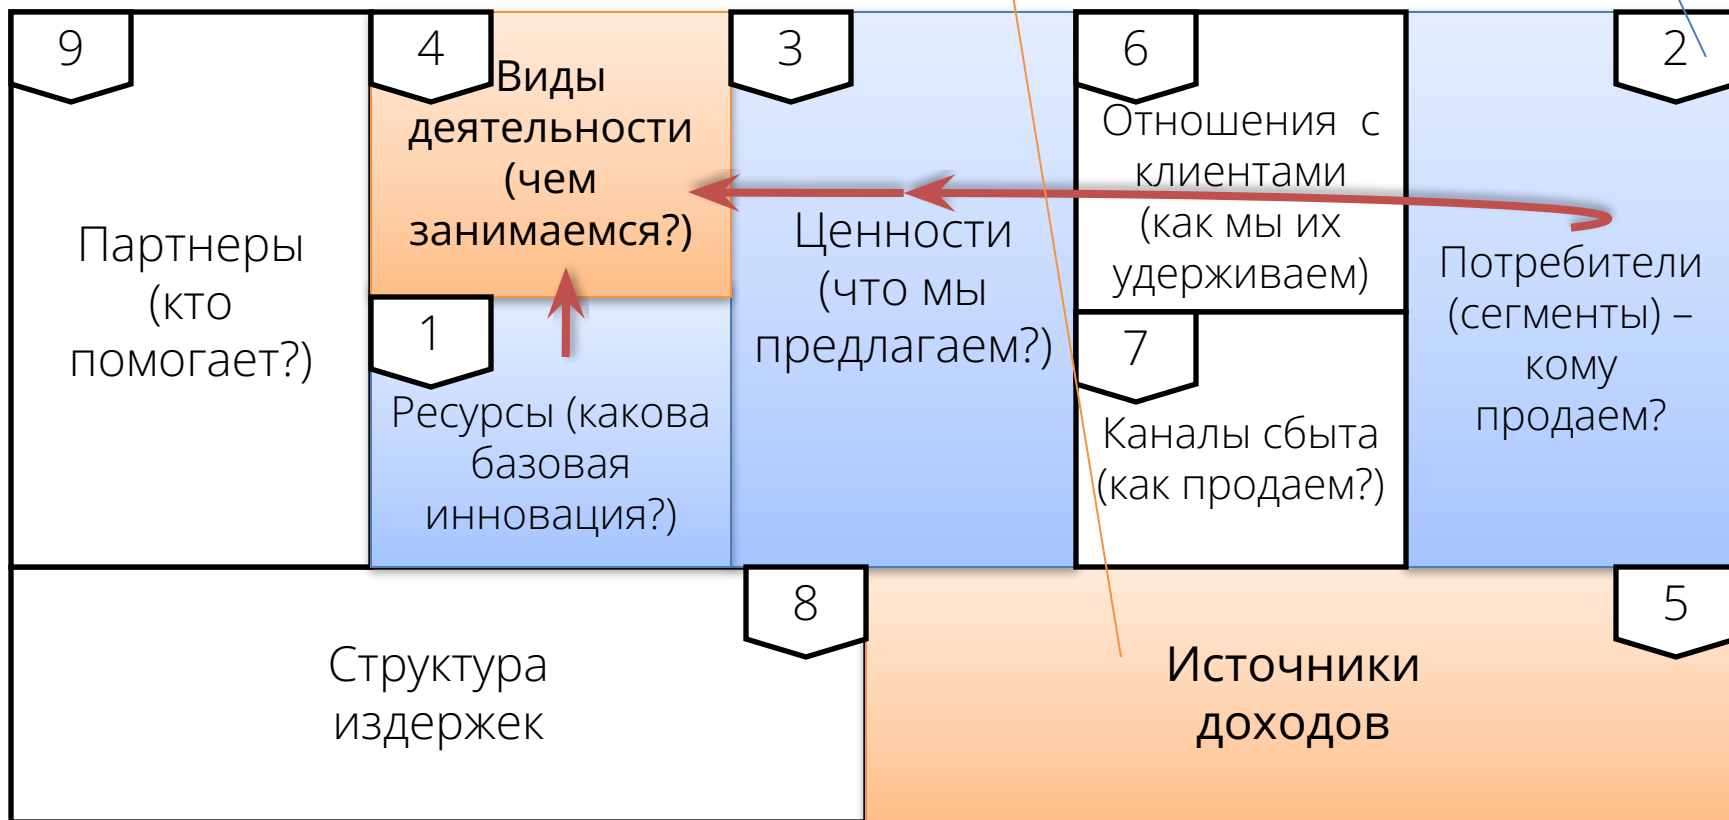 9
Партнеры
(кто
помогает?)
4
Виды
деятельности
(чем
занимаемся?)
1
Ресурсы (какова
базовая
инновация?)
3
Ценности
(что мы
предлагаем?)
6
Отношения с
клиентами
(как мы их
удерживаем)
7
Каналы сбыта
(как продаем?)
2
Потребители
(сегменты) –
кому
продаем?
8
Структура
издержек
5
Источники
доходов